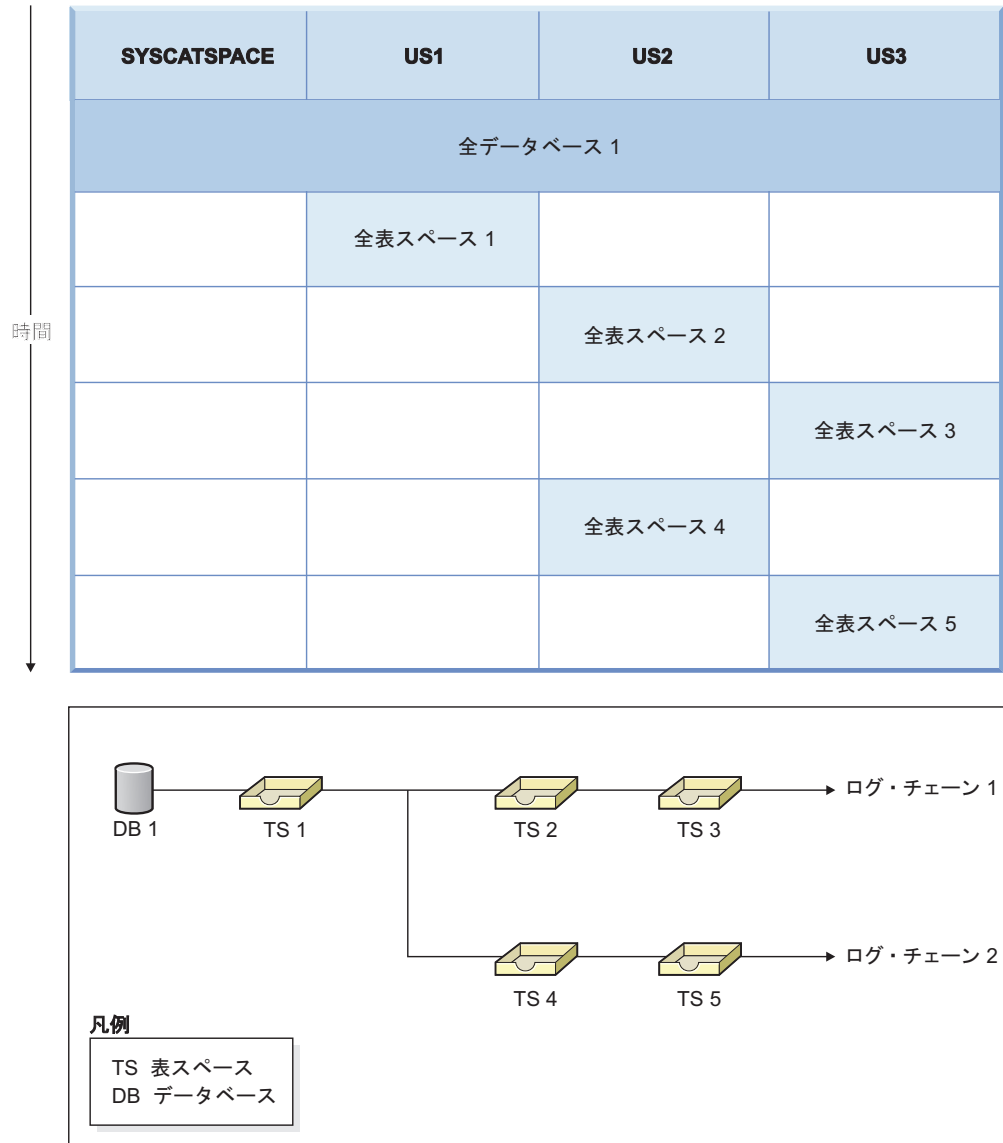 SYSCATSPACE US1 US2 US3
全データベース 1
全表スペース 1
時間
全表スペース 2
全表スペース 3
全表スペース 4
全表スペース 5
DB 1 TS 1 TS 2 TS 3 ログ・チェーン 1
TS 4 TS 5 ログ・チェーン 2
凡例
TS 表スペース
DB データベース